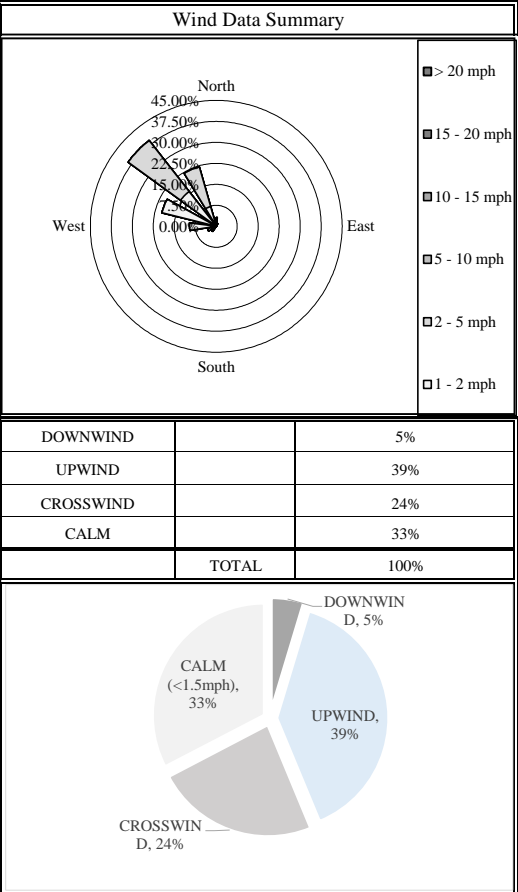 Wind Data Summary
North
45.00%
37.50%
30.00%
22.50%
15.00%
7.50%
0.00%
West
East
South
> 20 mph
15 - 20 mph
10 - 15 mph
5 - 10 mph
2 - 5 mph
1 - 2 mph
DOWNWIND 5%
UPWIND 39%
CROSSWIND 24%
CALM 33%
TOTAL 100%
DOWNWIN
D, 5%
CALM
(<1.5mph),
33%
UPWIND,
39%
CROSSWIN
D, 24%